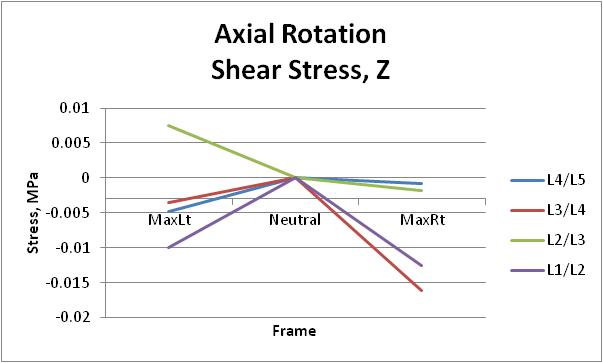 Axial Rotation
Shear Stress, Z
0.01
0.005
0
-0.005
-0.01
-0.015
-0.02
Stress, MPa
MaxLt Neutral MaxRt
Frame
L4/L5
L3/L4
L2/L3
L1/L2